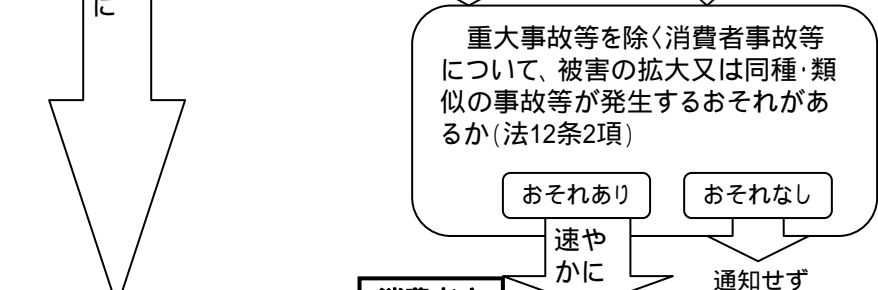 に
重大事故等を除く消費者事故等
について、被害の拡大又は同種・類
似の事故等が発生するおそれがあ
るか(法12条2項)
おそれあり
おそれなし
速や
かに
通知せず